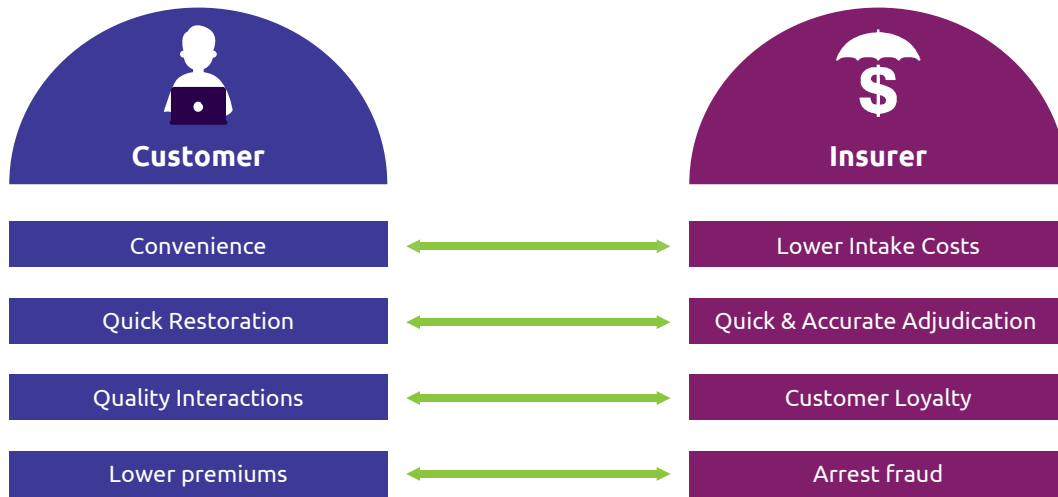 Customer
Insurer
Convenience
Lower Intake Costs
Quick Restoration
Quick & Accurate Adjudication
Quality Interactions
Customer Loyalty
Lower premiums
Arrest fraud